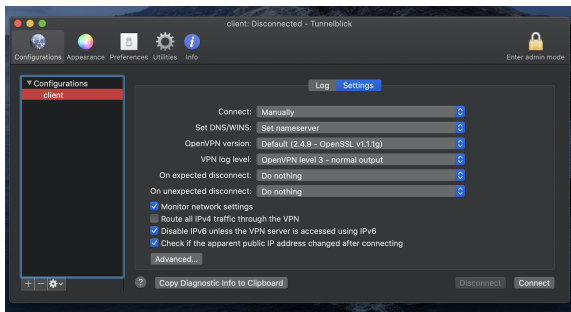 client: Disconnected - Tunnelblick
Configurations Appearance Preferences Utilities Info Enter admin mode
Configurations
client
Log Settings
Connect: Manually
Set DNS/WINS: Set nameserver
OpenVPN version: Default (2.4.9 - OpenSSL v1.1.1g)
VPN log level: OpenVPN level 3 - normal output
On expected disconnect: Do nothing
On unexpected disconnect: Do nothing
Monitor network settings
Route all IPv4 traffic through the VPN
Disable IPv6 unless the VPN server is accessed using IPv6
Check if the apparent public IP address changed after connecting
Advanced...
+ − ? Copy Diagnostic Info to Clipboard Disconnect Connect